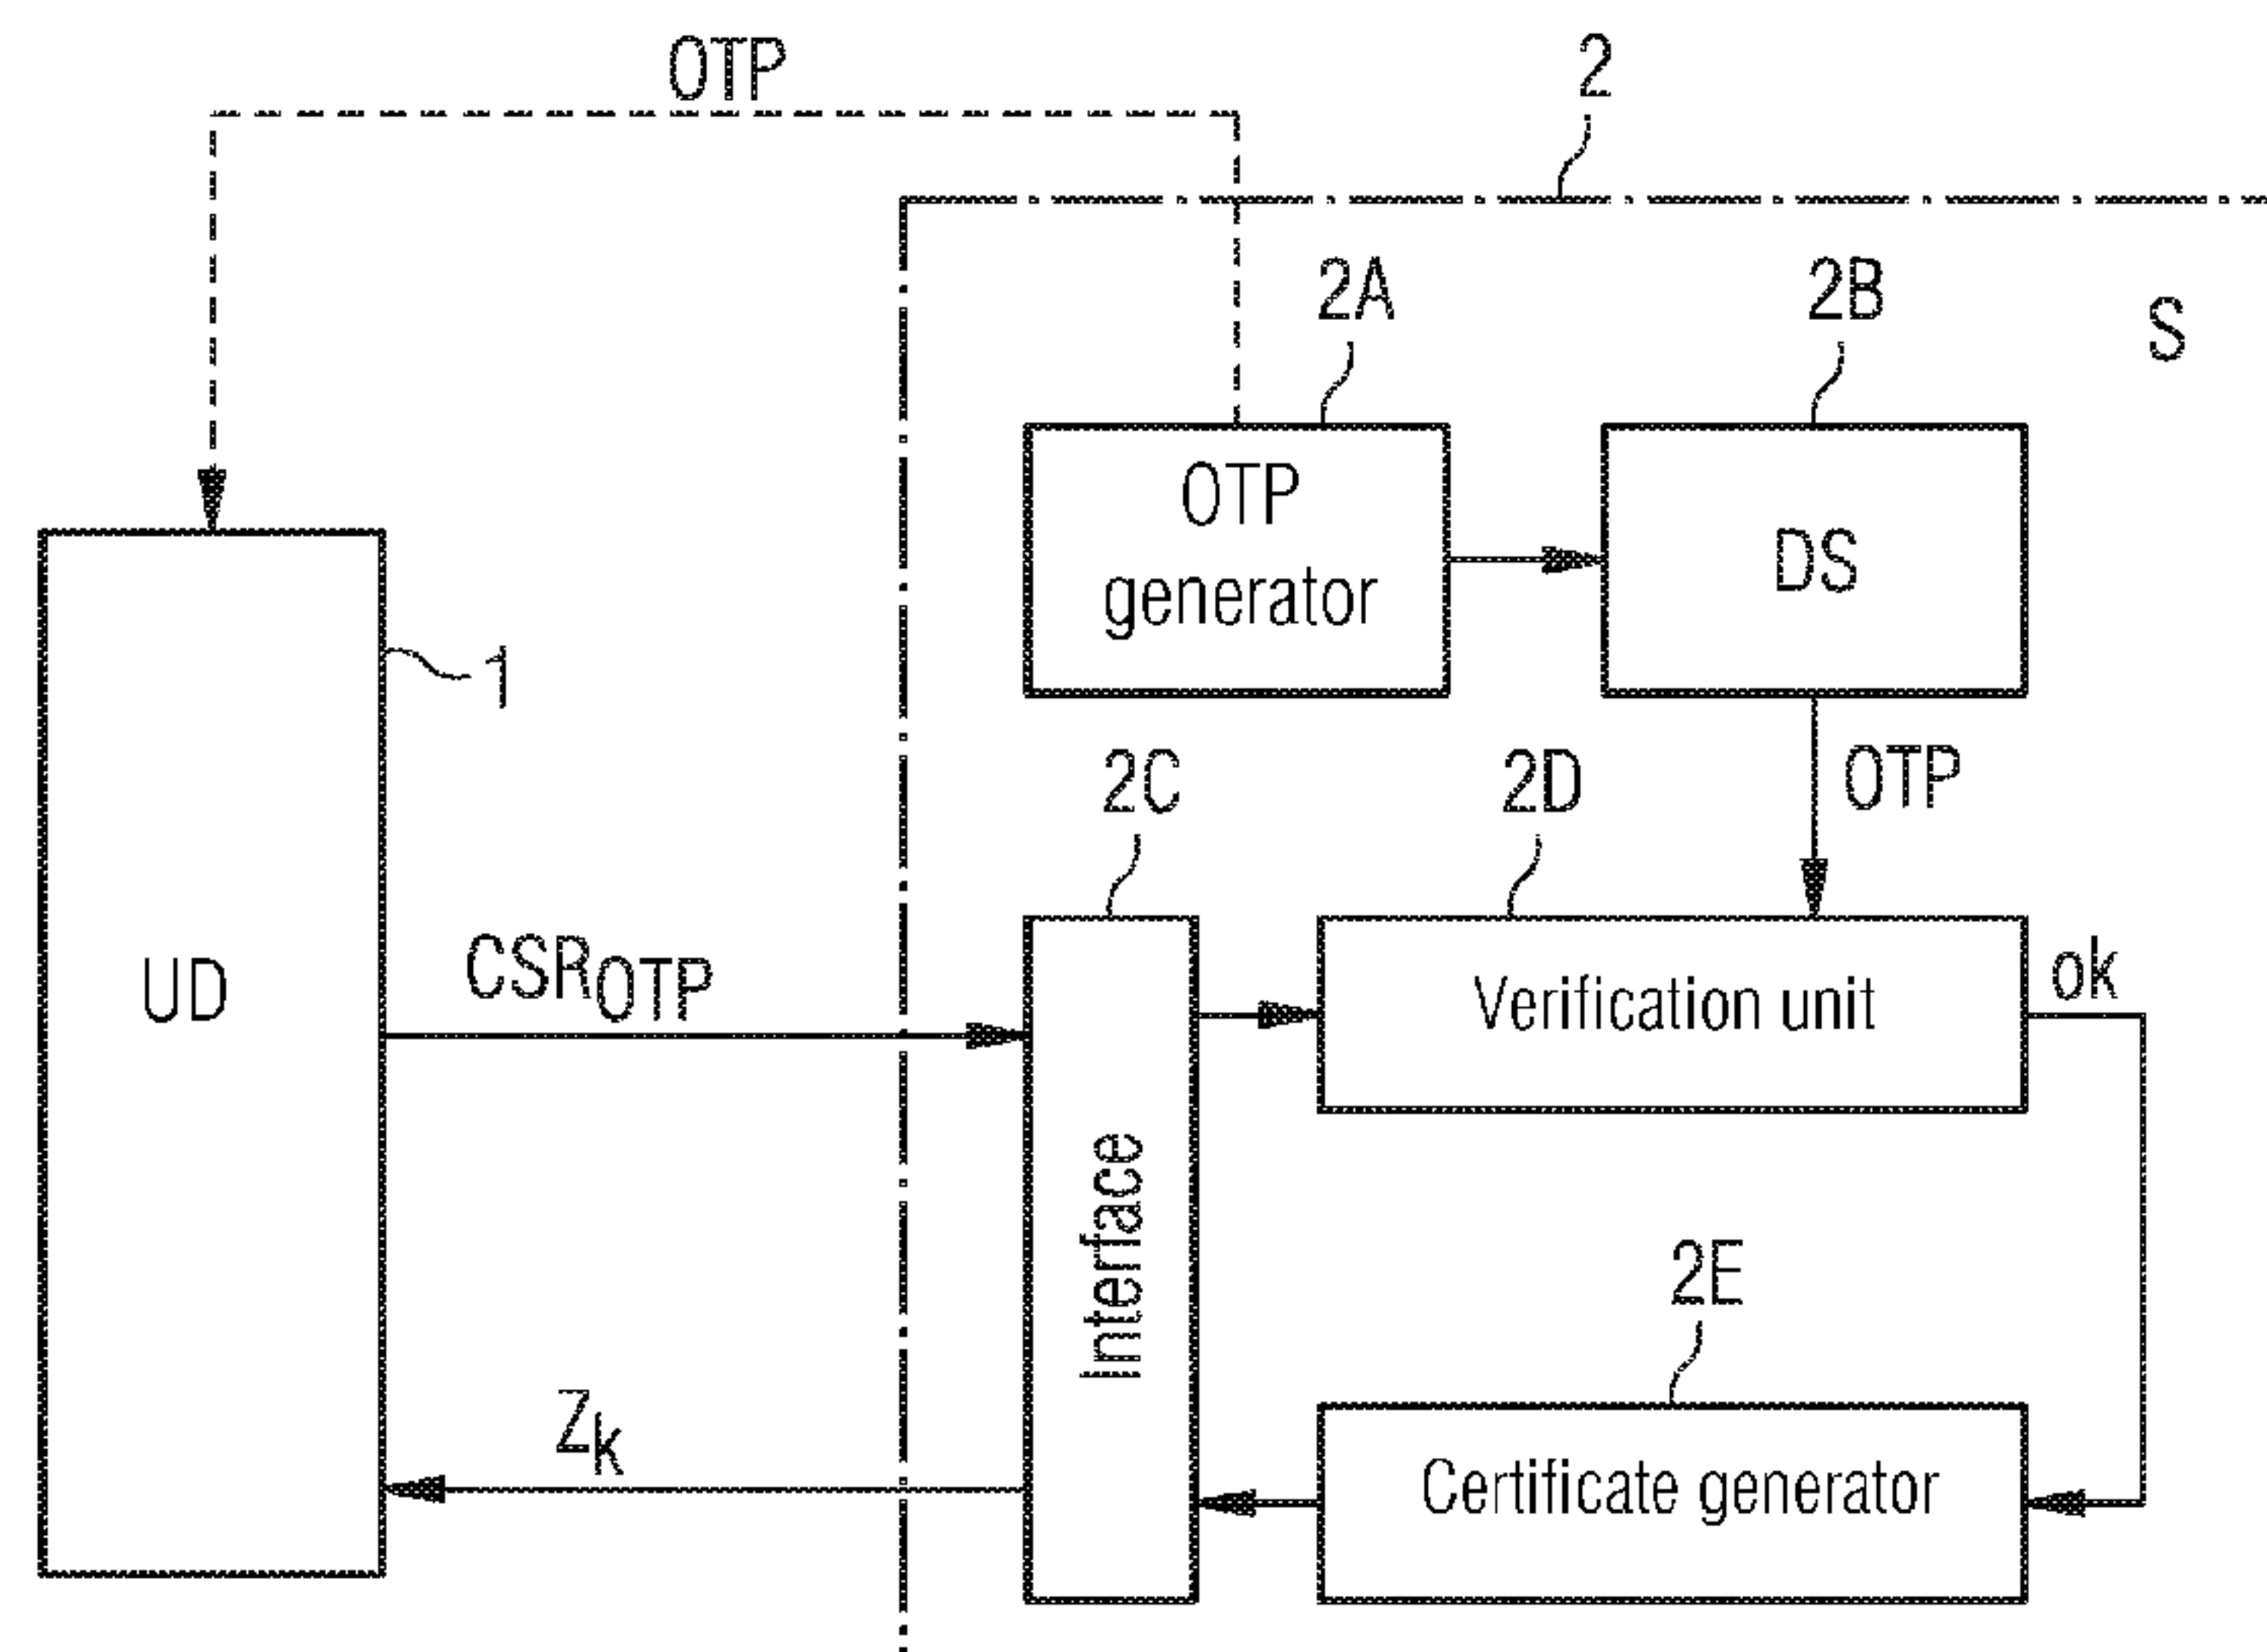 OTP
2
2A
2B
S
OTP
generator
DS
1
2C
2D
OTP
UD
CSROTP
Verification unit
ok
Interface
2E
Zk
Certificate generator